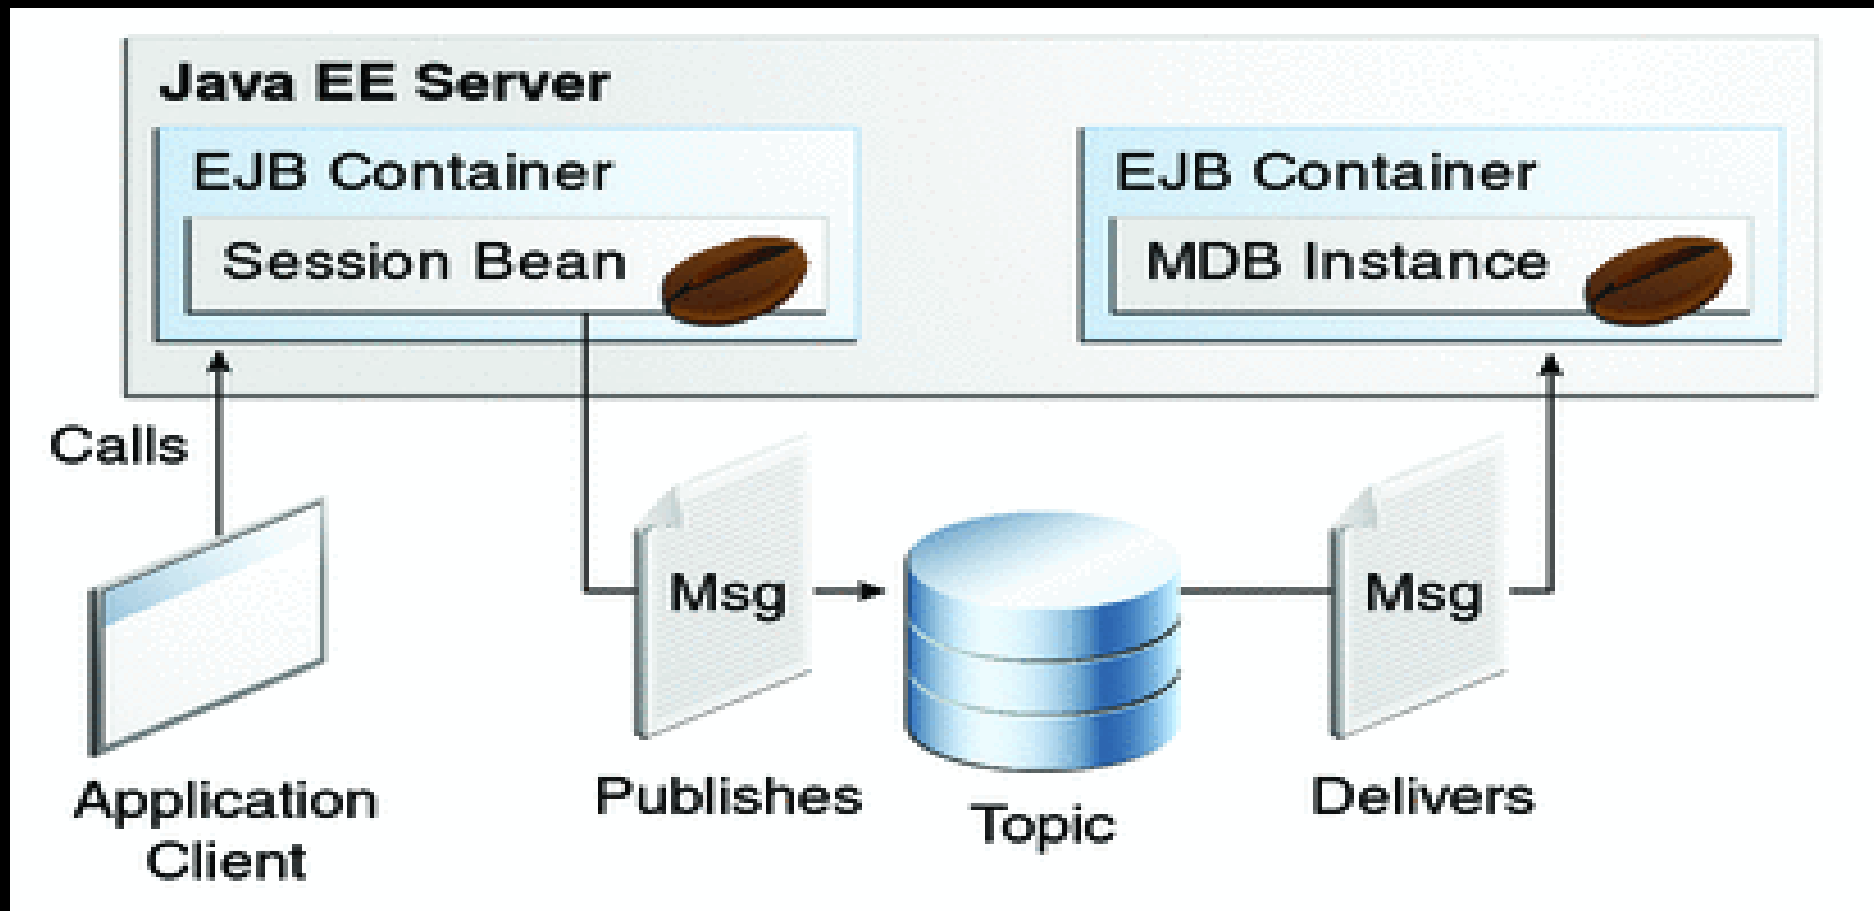 Java EE Server
EJB Container
Session Bean
EJB Container
MDB Instance
Calls
Msg
Msg
Application
Client
Publishes
Topic
Delivers